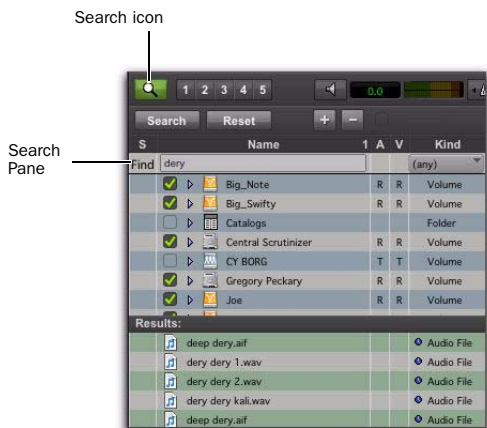 Search icon
1 2 3 4 5 0.0
Search Reset + −
S Name 1 A V Kind
Search
Pane
Find dery (any)
Big_Note R R Volume
Big_Swifty R R Volume
Catalogs Folder
Central Scrutinizer R R Volume
CY BORG T T Volume
Gregory Peckary R R Volume
Joe R R Volume
Results:
deep dery.aif Audio File
dery dery 1.wav Audio File
dery dery 2.wav Audio File
dery dery kali.wav Audio File
deep dery.aif Audio File